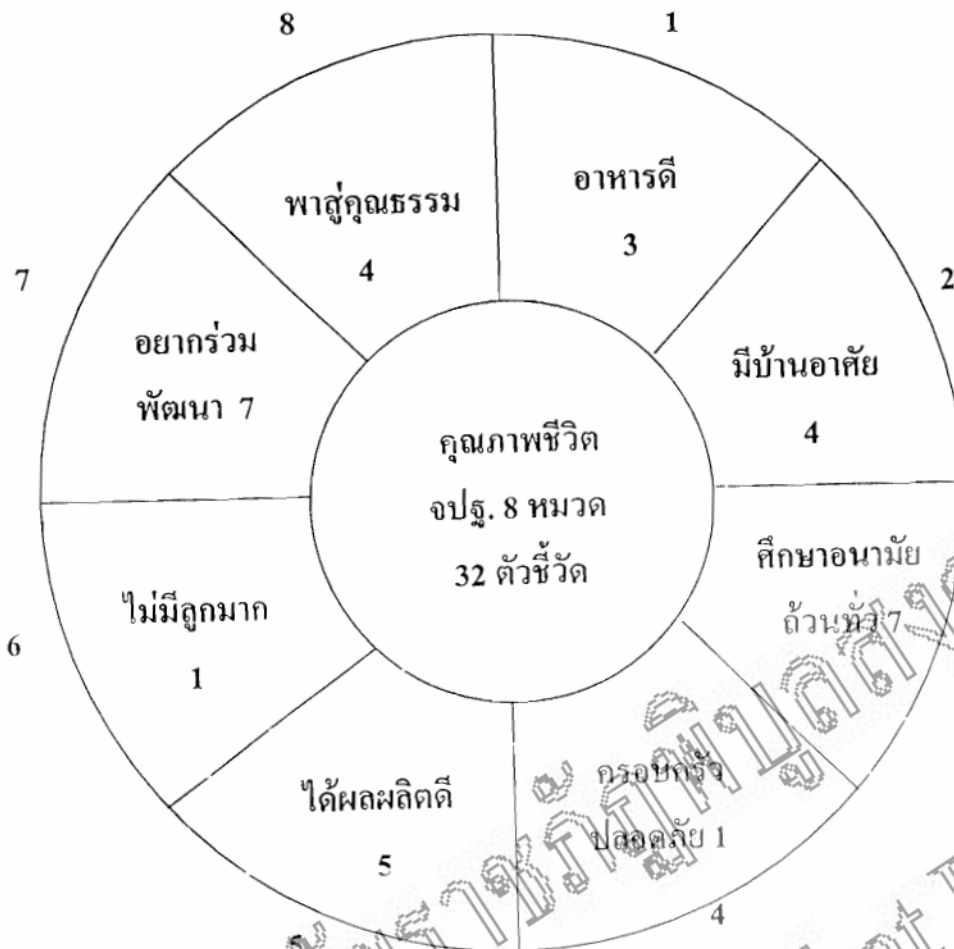 8
1
พาสู่คุณธรรม
4
อาหารดี
3
7
2
อยากร่วม
พัฒนา 7
มีบ้านอาศัย
4
คุณภาพชีวิต
จปฐ. 8 หมวด
32 ตัวชี้วัด
ศึกษาอนามัย
ถ้วนทั่ว 7
ไม่มีลูกมาก
1
6
ได้ผลผลิตดี
5
ครอบครัว
ปลอดภัย 1
4
5